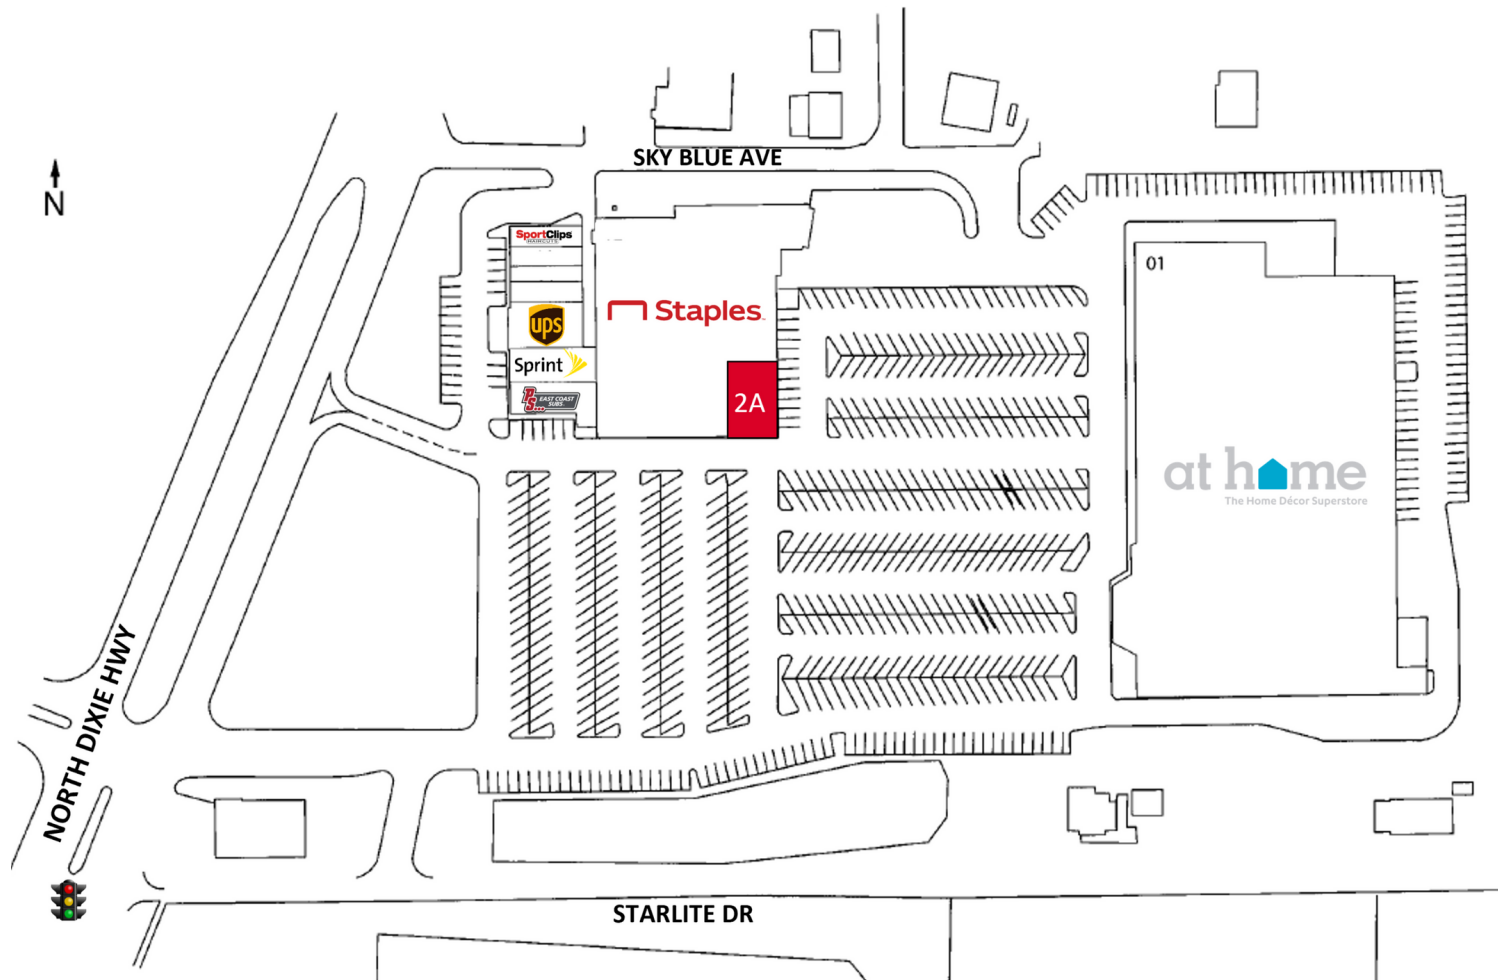 SKY BLUE AVE
N
SportClips
HAIRCUTS
01
Staples
ups
Sprint
2A
P
S...
EAST COAST
SUBS
at home
The Home Décor Superstore
NORTH DIXIE HWY
STARLITE DR